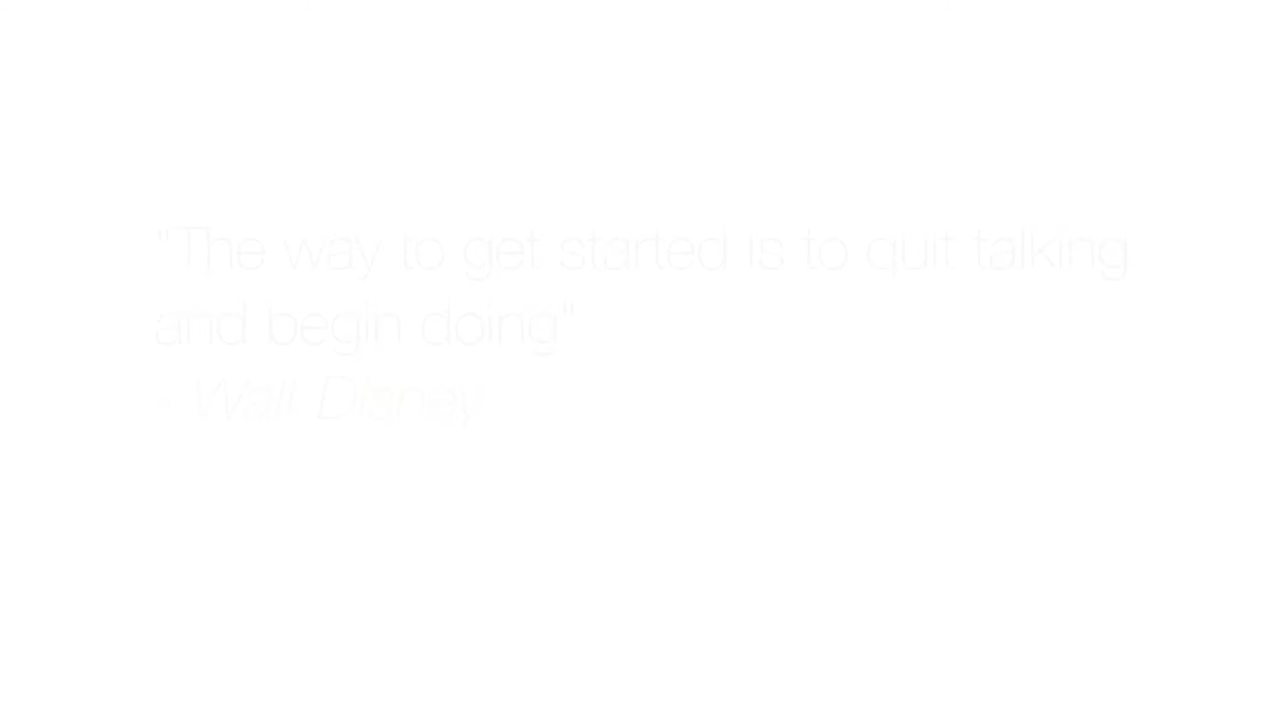 "The way to get started is to quit talking
and begin doing"
- Walt Disney